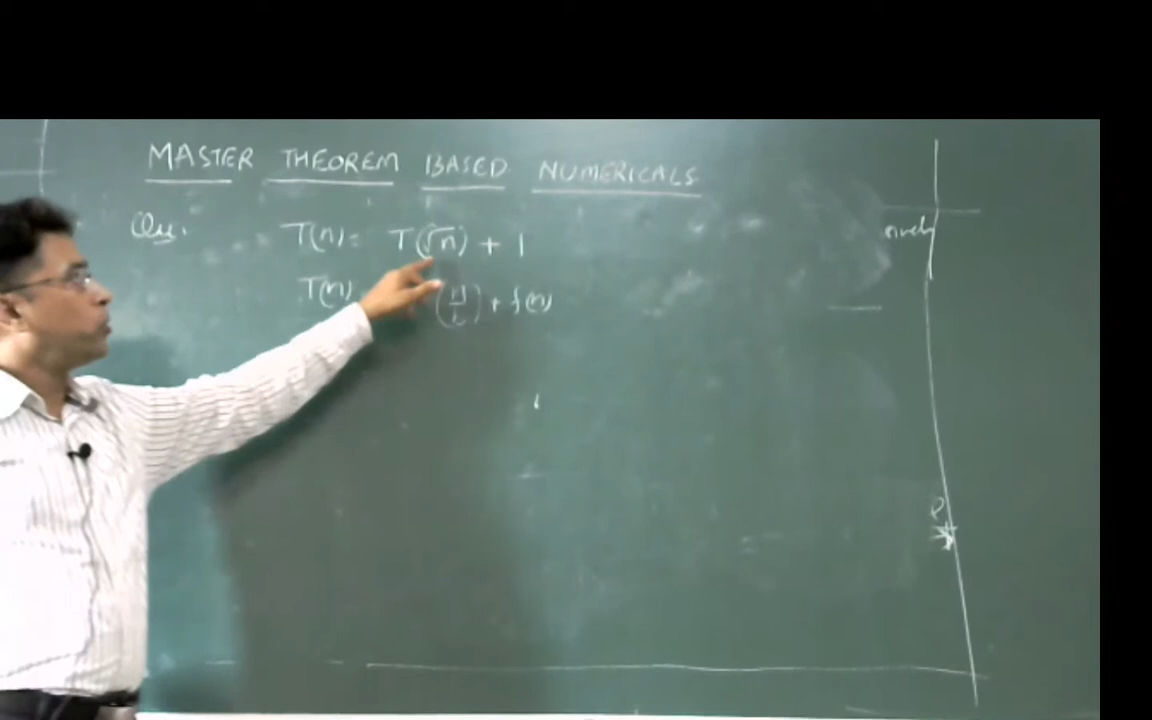 MASTER THEOREM BASED NUMERICALS
Qu. T(n) = T(√n) + 1
T(n) (n/b) + f(n)